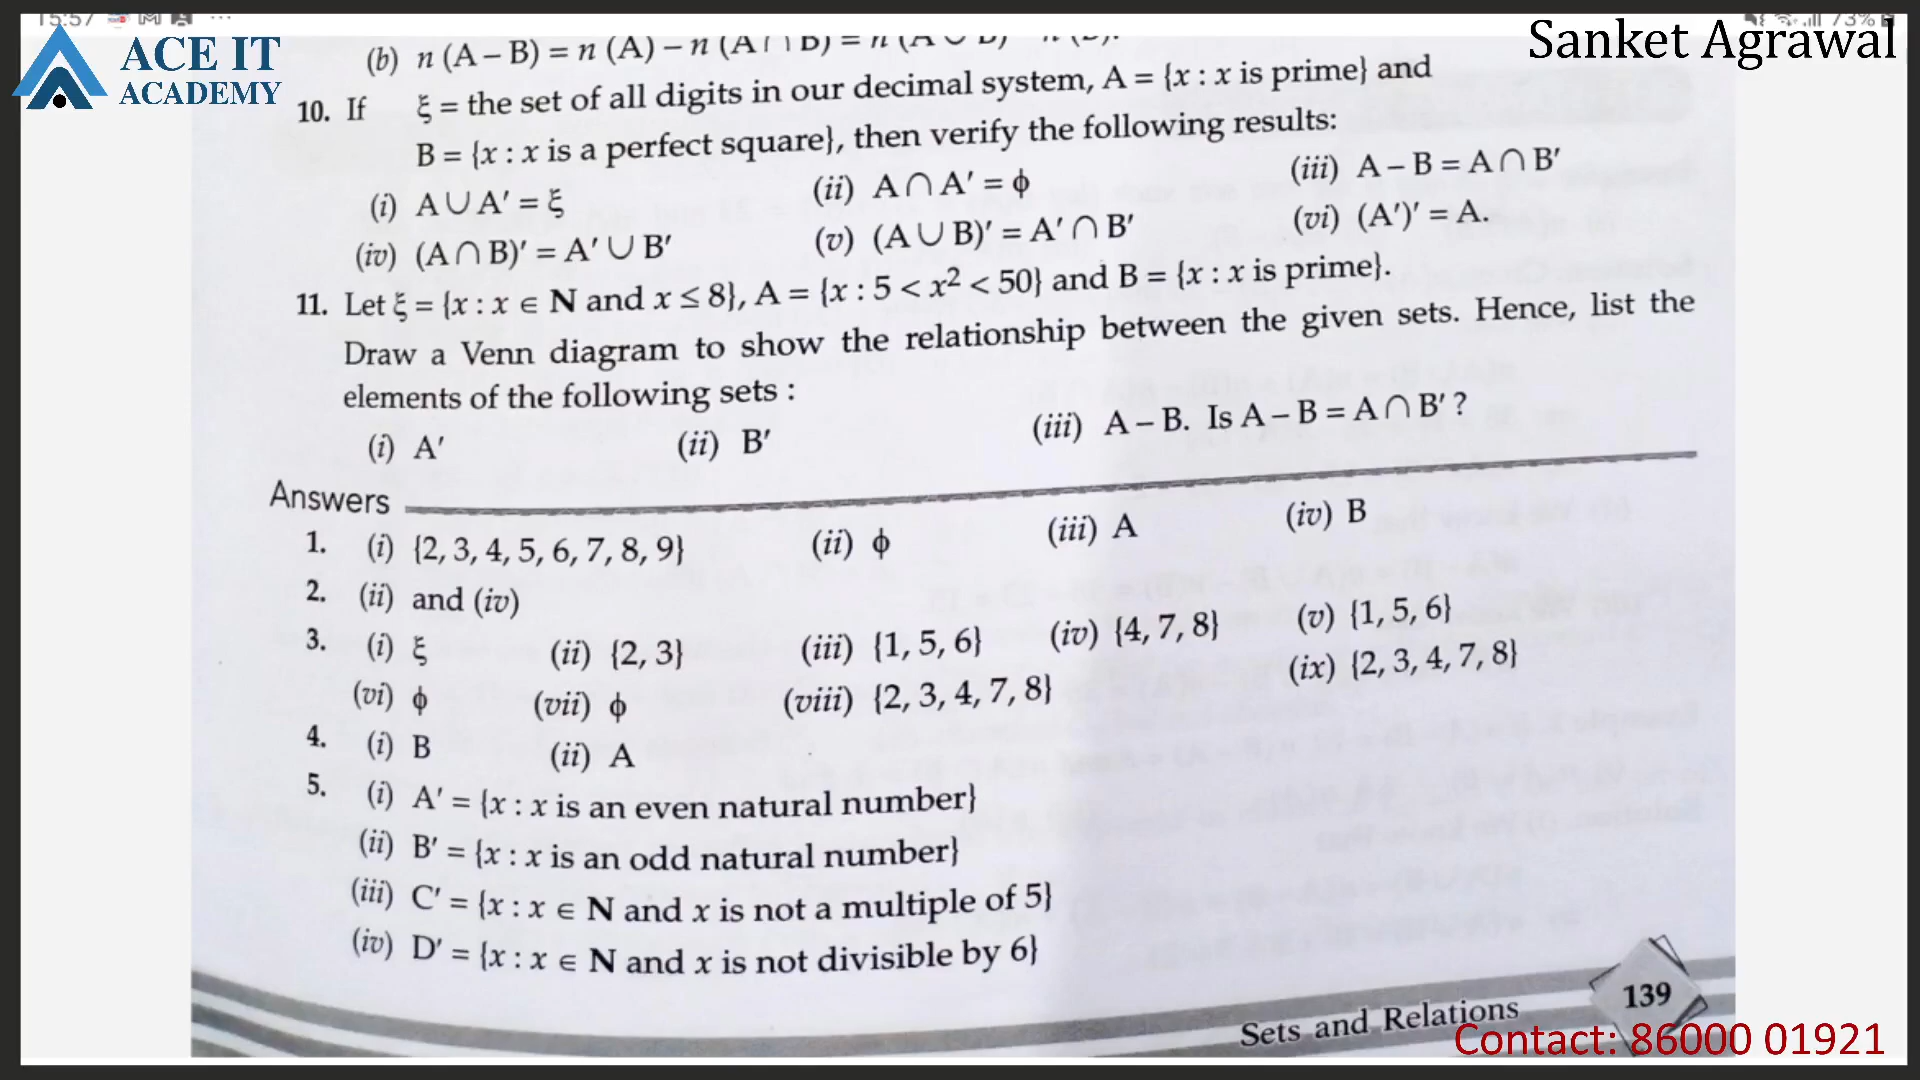 15:57
73%
ACE IT
ACADEMY
Sanket Agrawal
(b) n (A – B) = n (A) – n (A ∩ B) = n (A ∪ B)
10. If ξ = the set of all digits in our decimal system, A = {x : x is prime} and
B = {x : x is a perfect square}, then verify the following results:
(i) A ∪ A′ = ξ (ii) A ∩ A′ = ϕ (iii) A – B = A ∩ B′
(iv) (A ∩ B)′ = A′ ∪ B′ (v) (A ∪ B)′ = A′ ∩ B′ (vi) (A′)′ = A.
11. Let ξ = {x : x ∈ N and x ≤ 8}, A = {x : 5 < x² < 50} and B = {x : x is prime}.
Draw a Venn diagram to show the relationship between the given sets. Hence, list the
elements of the following sets :
(i) A′ (ii) B′ (iii) A – B. Is A – B = A ∩ B′ ?
Answers
1. (i) {2, 3, 4, 5, 6, 7, 8, 9} (ii) ϕ (iii) A (iv) B
2. (ii) and (iv)
3. (i) ξ (ii) {2, 3} (iii) {1, 5, 6} (iv) {4, 7, 8} (v) {1, 5, 6}
(vi) ϕ (vii) ϕ (viii) {2, 3, 4, 7, 8} (ix) {2, 3, 4, 7, 8}
4. (i) B (ii) A
5. (i) A′ = {x : x is an even natural number}
(ii) B′ = {x : x is an odd natural number}
(iii) C′ = {x : x ∈ N and x is not a multiple of 5}
(iv) D′ = {x : x ∈ N and x is not divisible by 6}
Sets and Relations 139
Contact: 86000 01921